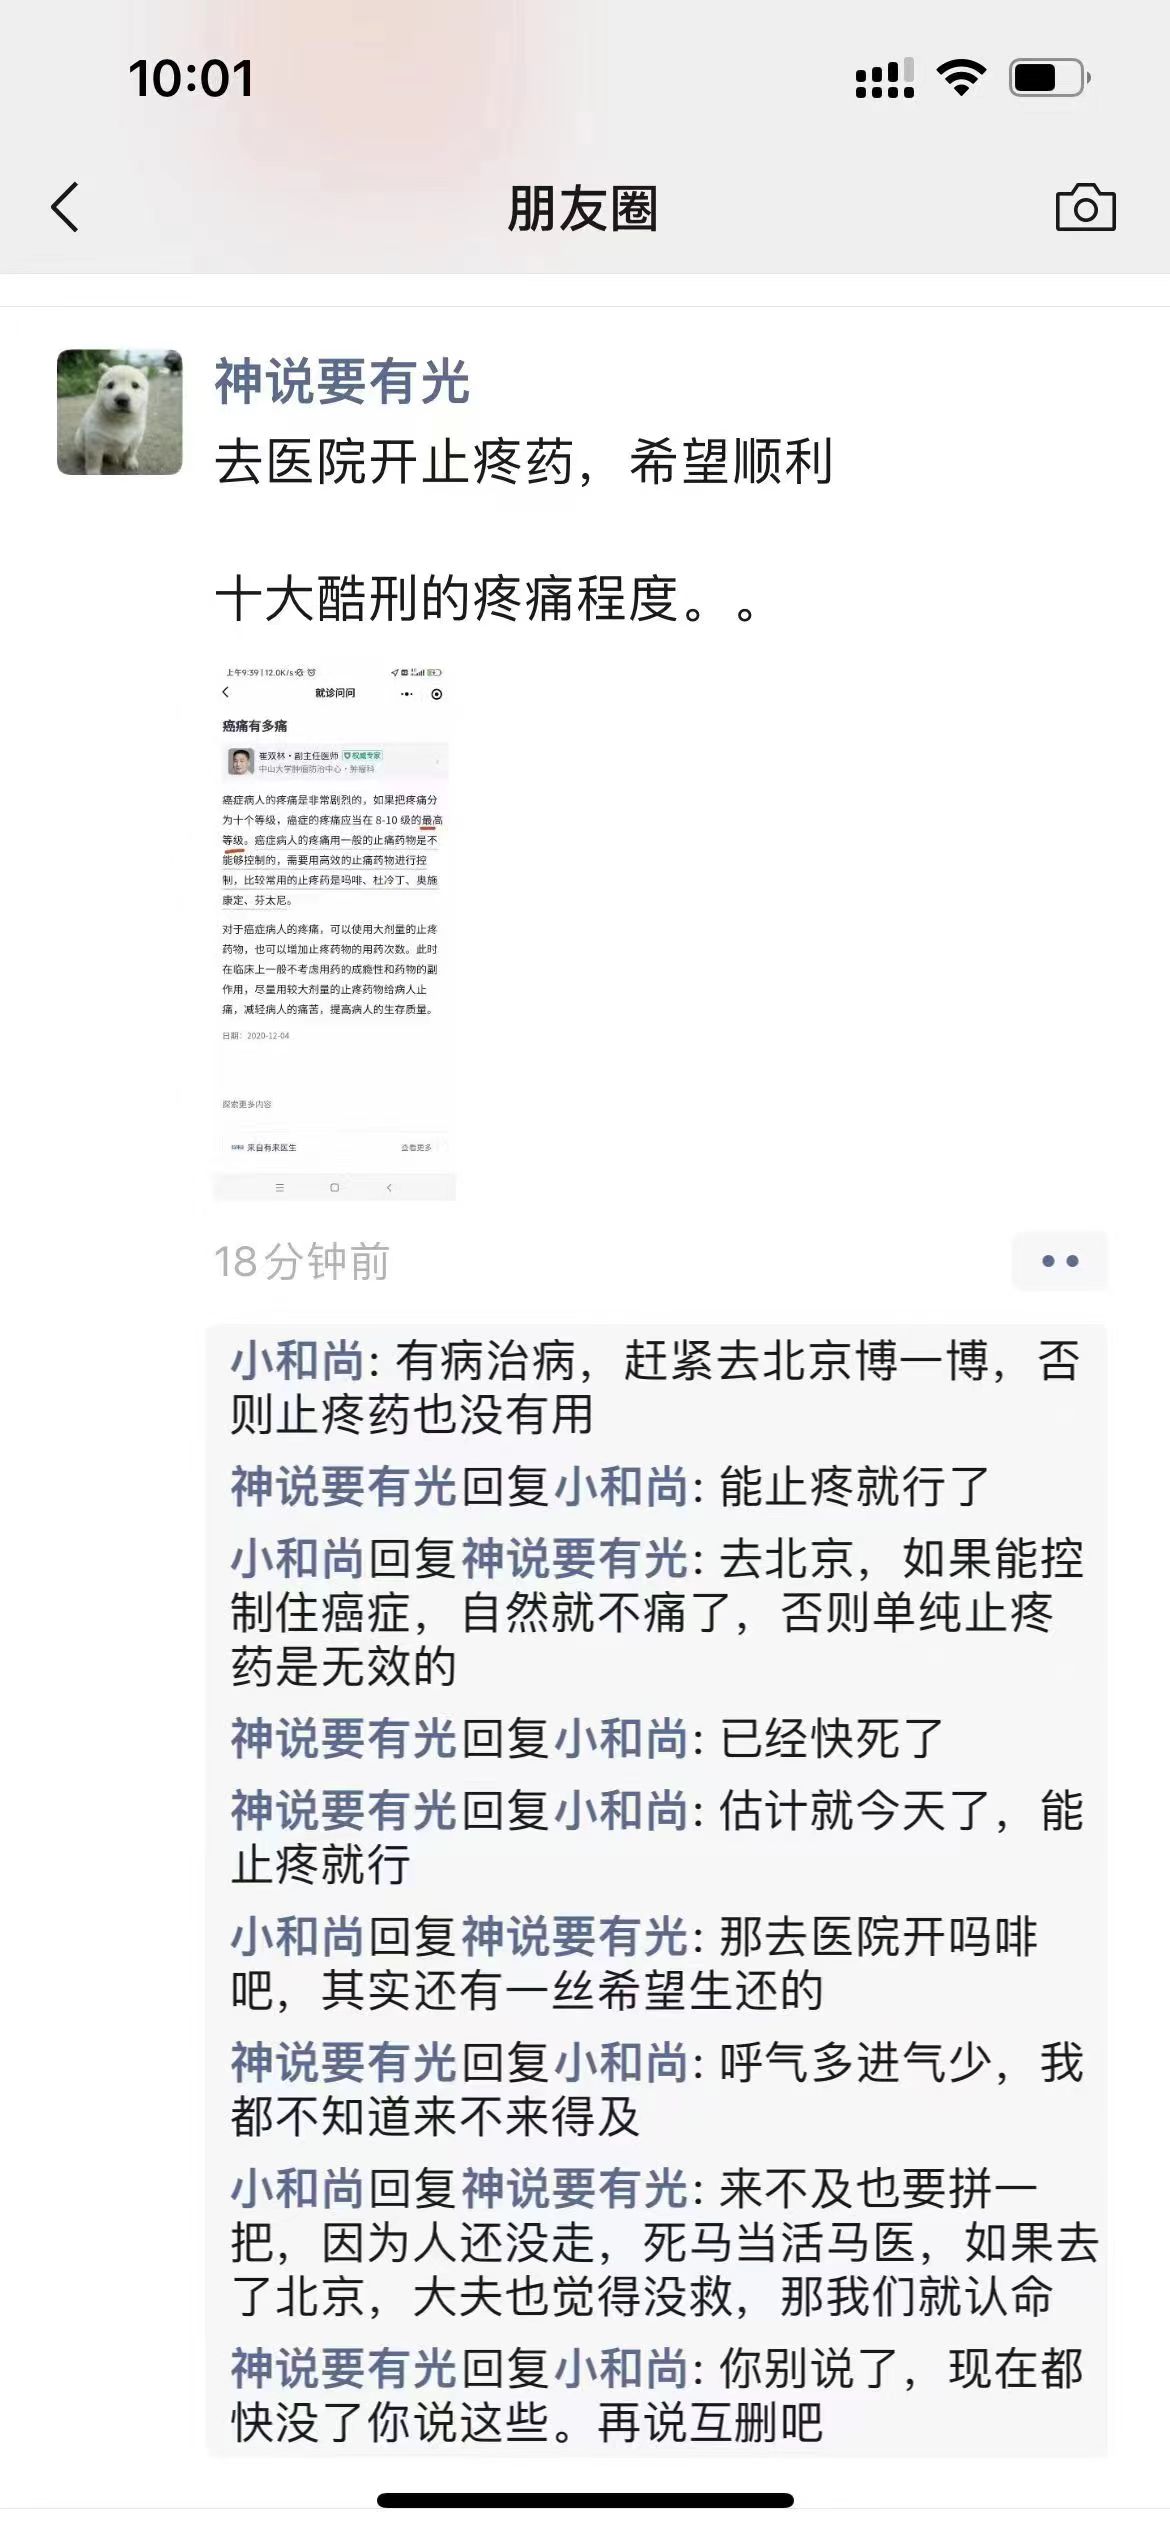 10:01
朋友圈
神说要有光
去医院开止疼药，希望顺利
十大酷刑的疼痛程度。。
上午9:39 | 12.0K/s
就诊问问
癌痛有多痛
崔双林·副主任医师 权威专家
中山大学肿瘤防治中心·肿瘤科
癌症病人的疼痛是非常剧烈的，如果把疼痛分
为十个等级，癌症的疼痛应当在 8-10 级的最高
等级。癌症病人的疼痛用一般的止痛药物是不
能够控制的，需要用高效的止痛药物进行控
制，比较常用的止疼药是吗啡、杜冷丁、奥施
康定、芬太尼。
对于癌症病人的疼痛，可以使用大剂量的止疼
药物，也可以增加止疼药物的用药次数。此时
在临床上一般不考虑用药的成瘾性和药物的副
作用，尽量用较大剂量的止疼药物给病人止
痛，减轻病人的痛苦，提高病人的生存质量。
日期：2020-12-04
探索更多内容
来自有来医生
查看更多
18分钟前
小和尚: 有病治病，赶紧去北京博一博，否
则止疼药也没有用
神说要有光回复小和尚: 能止疼就行了
小和尚回复神说要有光: 去北京，如果能控
制住癌症，自然就不痛了，否则单纯止疼
药是无效的
神说要有光回复小和尚: 已经快死了
神说要有光回复小和尚: 估计就今天了，能
止疼就行
小和尚回复神说要有光: 那去医院开吗啡
吧，其实还有一丝希望生还的
神说要有光回复小和尚: 呼气多进气少，我
都不知道来不来得及
小和尚回复神说要有光: 来不及也要拼一
把，因为人还没走，死马当活马医，如果去
了北京，大夫也觉得没救，那我们就认命
神说要有光回复小和尚: 你别说了，现在都
快没了你说这些。再说互删吧